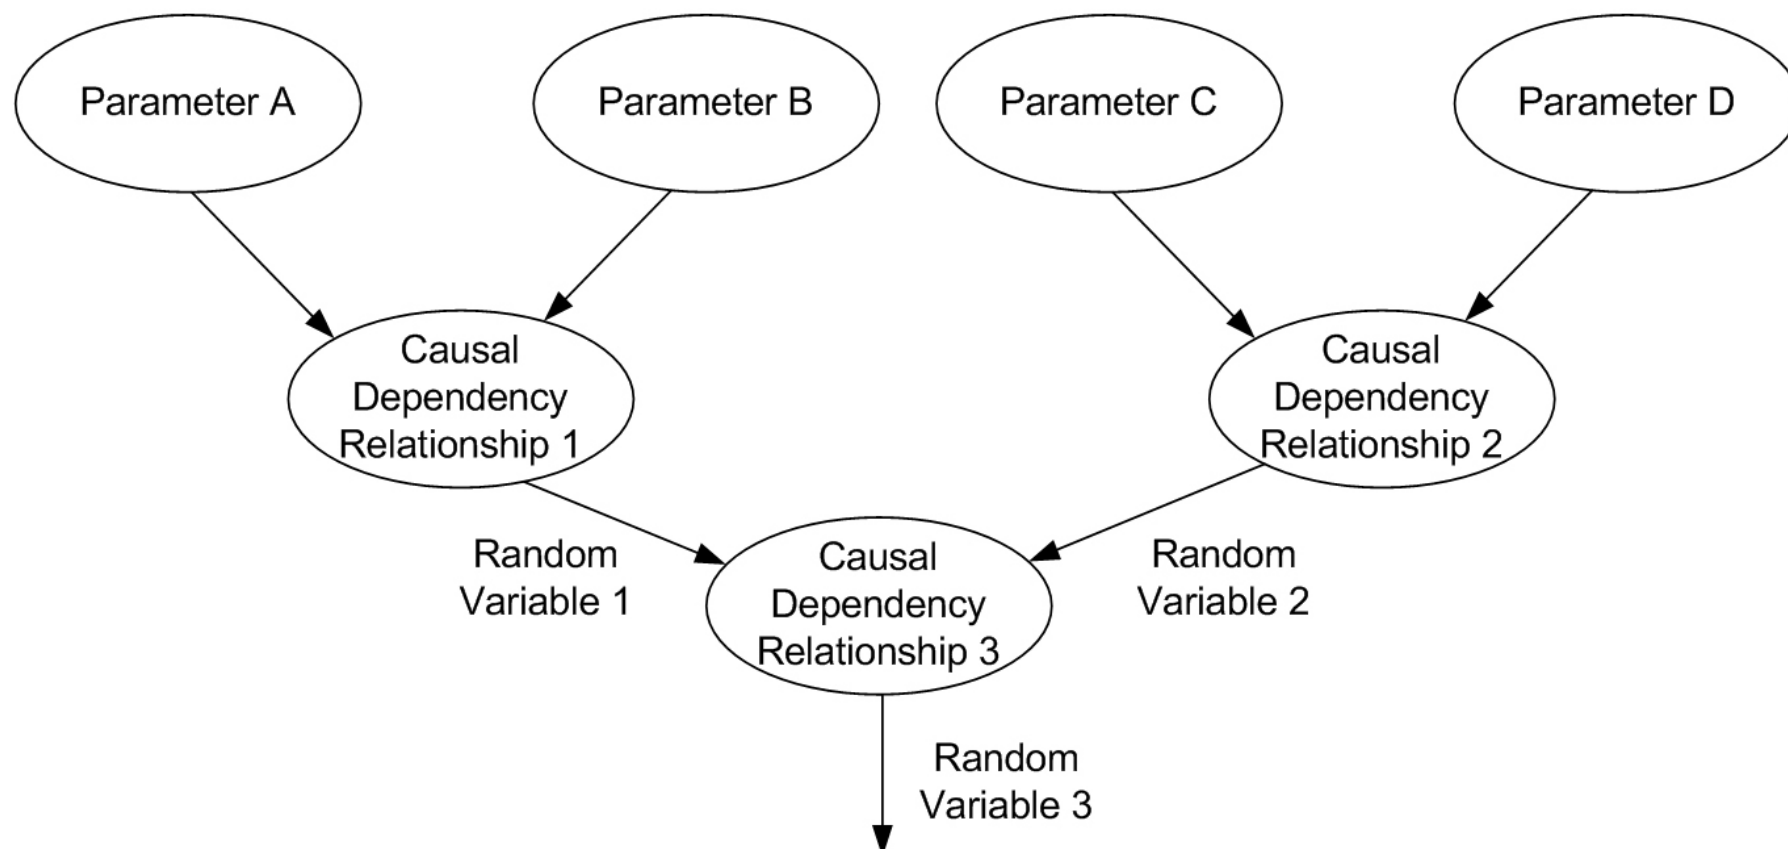 Parameter A
Parameter B
Parameter C
Parameter D
Causal
Dependency
Relationship 1
Causal
Dependency
Relationship 2
Random
Variable 1
Causal
Dependency
Relationship 3
Random
Variable 2
Random
Variable 3